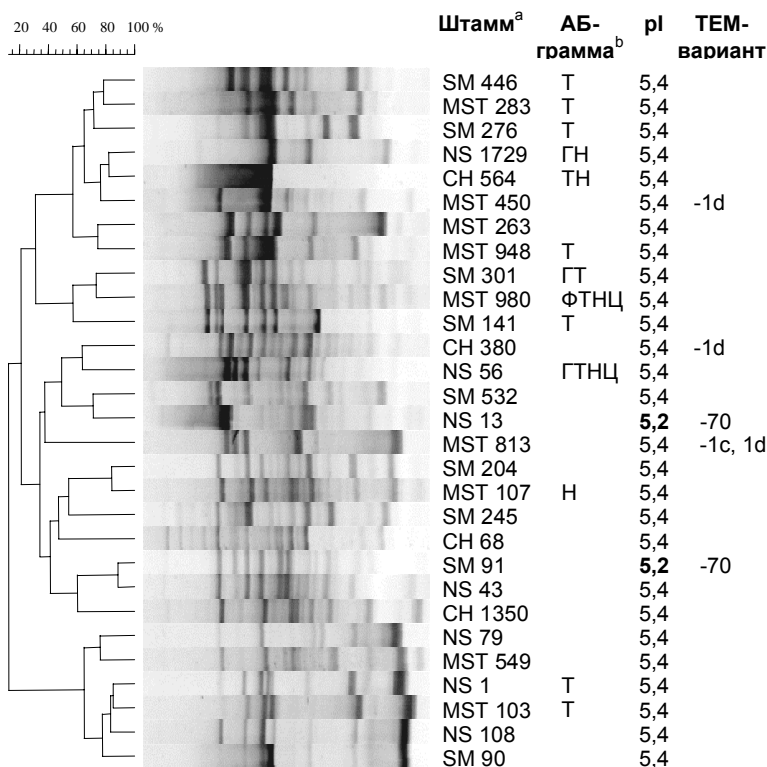 20 40 60 80 100 %
Штаммᵃ АБ-граммаᵇ pI ТЕМ-вариант
SM 446 Т 5,4
MST 283 Т 5,4
SM 276 Т 5,4
NS 1729 ГН 5,4
CH 564 ТН 5,4
MST 450 5,4 -1d
MST 263 5,4
MST 948 Т 5,4
SM 301 ГТ 5,4
MST 980 ФТНЦ 5,4
SM 141 Т 5,4
CH 380 5,4 -1d
NS 56 ГТНЦ 5,4
SM 532 5,4
NS 13 5,2 -70
MST 813 5,4 -1c, 1d
SM 204 5,4
MST 107 Н 5,4
SM 245 5,4
CH 68 5,4
SM 91 5,2 -70
NS 43 5,4
CH 1350 5,4
NS 79 5,4
MST 549 5,4
NS 1 Т 5,4
MST 103 Т 5,4
NS 108 5,4
SM 90 5,4